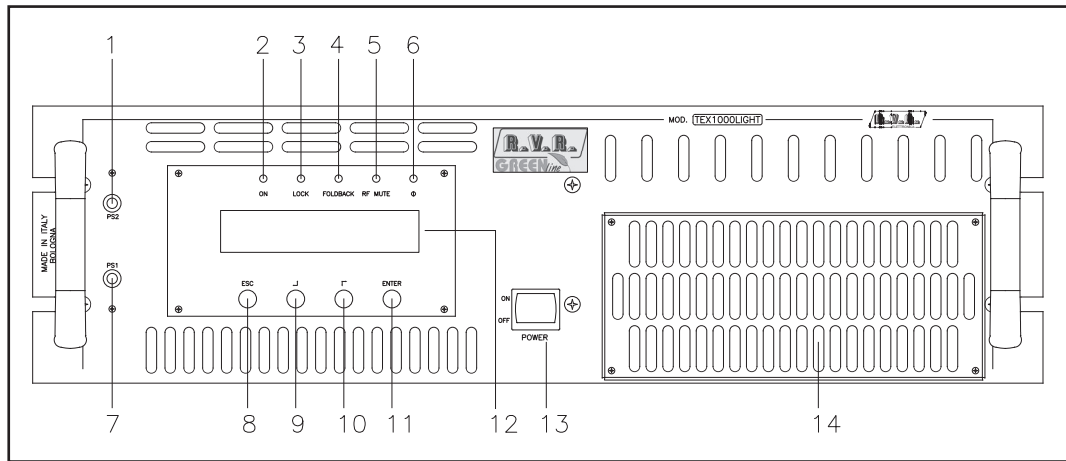 1 2 3 4 5 6
MOD. TEX1000LIGHT
R.V.R.
R.V.R.
GREEN line
ON LOCK FOLDBACK RF MUTE Φ
PS2
MADE IN ITALY
BOLOGNA
PS1
ESC ENTER
ON
OFF
POWER
7 8 9 10 11 12 13 14